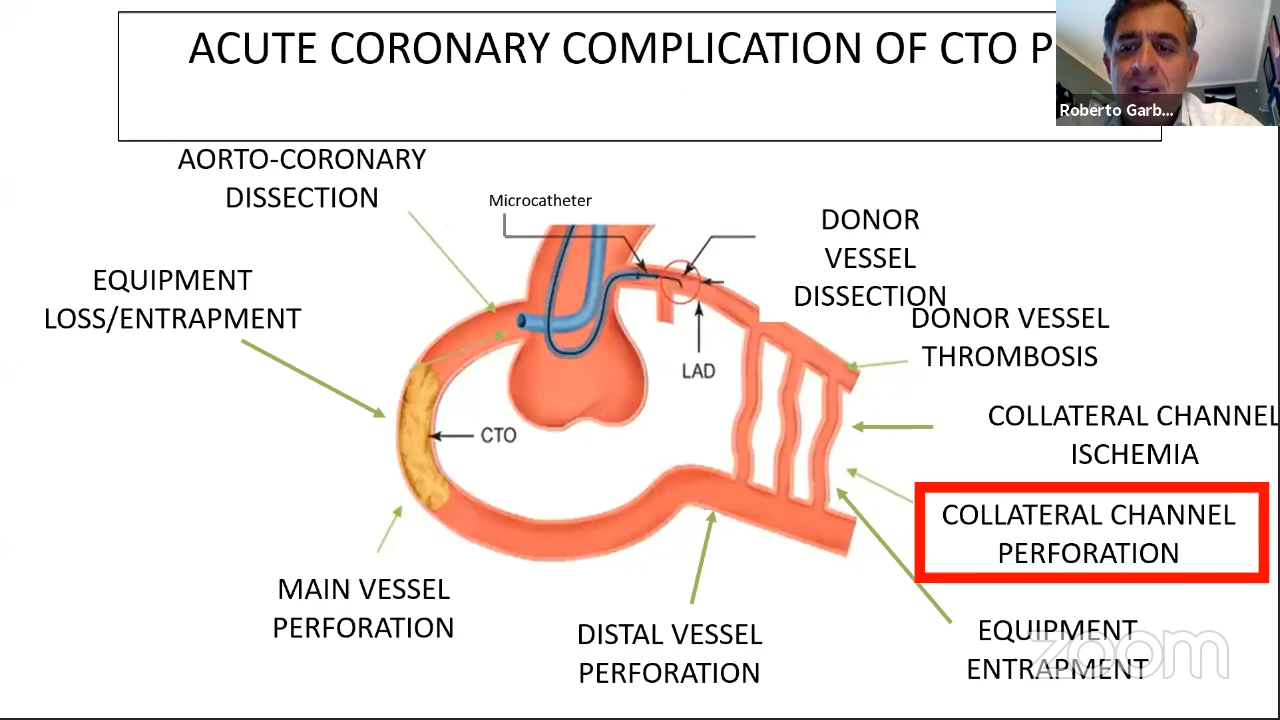 ACUTE CORONARY COMPLICATION OF CTO P
Roberto Garb...
AORTO-CORONARY
DISSECTION
Microcatheter
DONOR
VESSEL
DISSECTION
EQUIPMENT
LOSS/ENTRAPMENT
DONOR VESSEL
THROMBOSIS
LAD
COLLATERAL CHANNEL
ISCHEMIA
CTO
COLLATERAL CHANNEL
PERFORATION
MAIN VESSEL
PERFORATION
DISTAL VESSEL
PERFORATION
EQUIPMENT
ENTRAPMENT
zoom